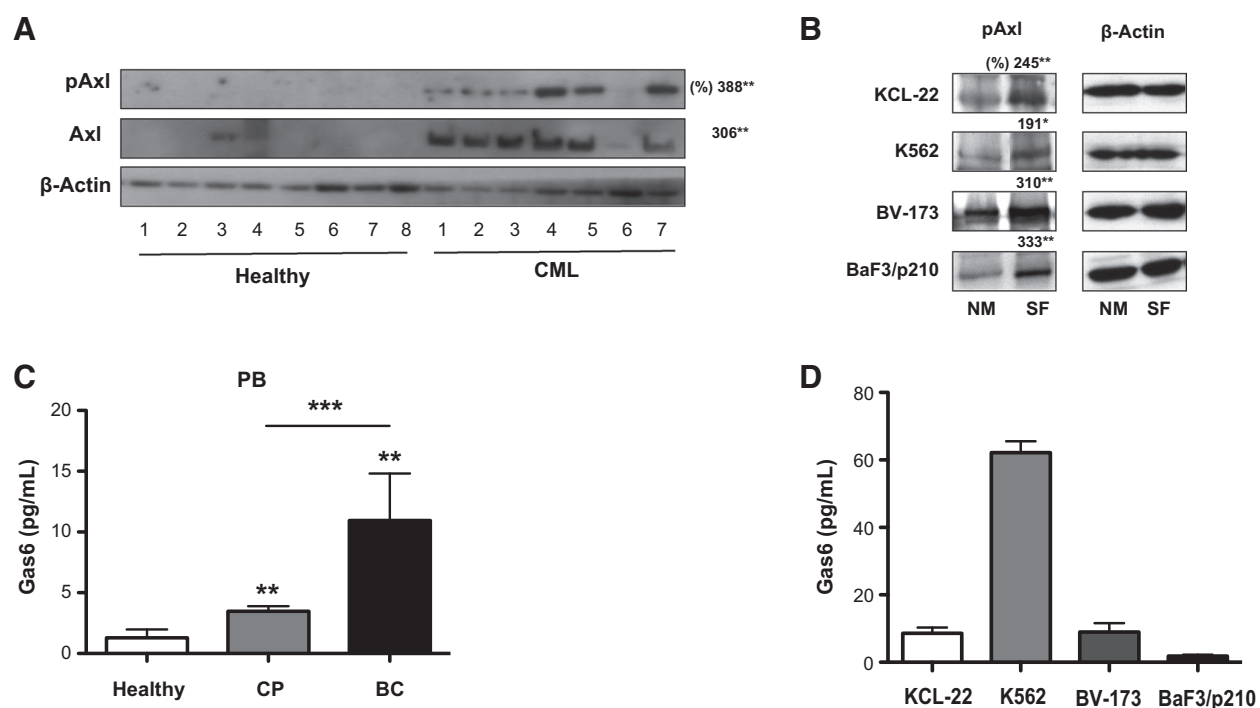 A
pAxl
(%) 388**
Axl
306**
β-Actin
1 2 3 4 5 6 7 8 1 2 3 4 5 6 7
Healthy
CML
B
pAxl
β-Actin
(%) 245**
KCL-22
191*
K562
310**
BV-173
333**
BaF3/p210
NM SF NM SF
C
PB
20
15
10
5
0
Gas6 (pg/mL)
***
**
**
Healthy CP BC
D
80
60
40
20
0
Gas6 (pg/mL)
KCL-22 K562 BV-173 BaF3/p210